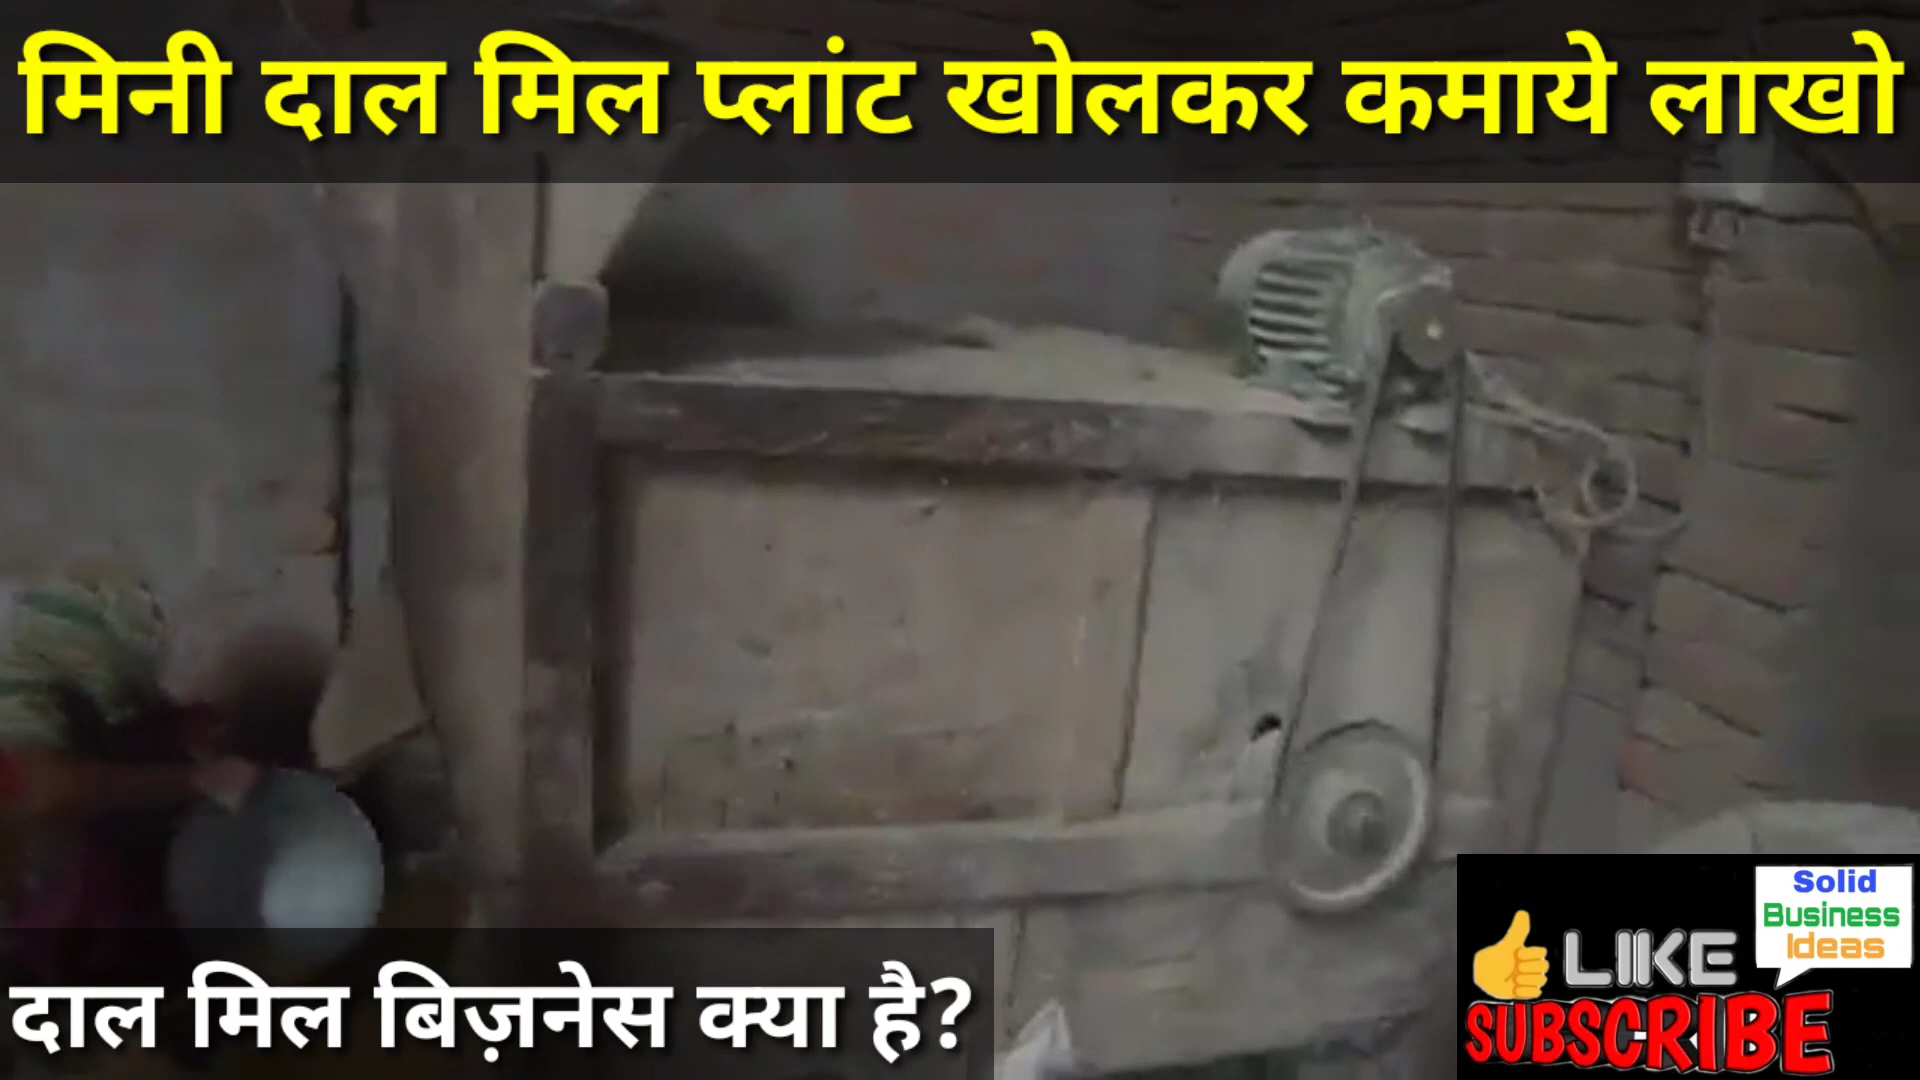 मिनी दाल मिल प्लांट खोलकर कमाये लाखो
दाल मिल बिज़नेस क्या है?
Solid
Business
Ideas
LIKE
SUBSCRIBE